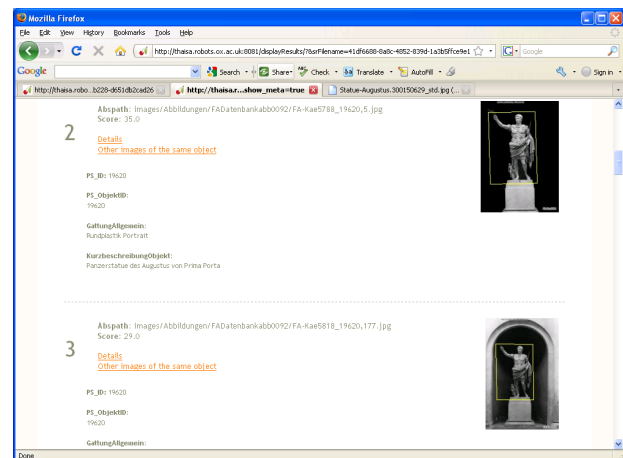 Mozilla Firefox
File Edit View History Bookmarks Tools Help
http://thaisa.robots.ox.ac.uk:8081/displayResults/?&srFilename=41df6688-8a8c-4852-839d-1a3b5ffce9e1 Google
Google Search Share Check Translate AutoFill Sign in
http://thaisa.robo...b228-d651db2cad26 http://thaisa.r...show_meta=true Statue-Augustus.300150629_std.jpg (...
Abspath: Images/Abbildungen/FADatenbankabb0092/FA-Kae5788_19620,5.jpg
2 Score: 35.0
Details
Other images of the same object
PS_ID: 19620
PS_ObjektID:
19620
GattungAllgemein:
Rundplastik Portrait
KurzbeschreibungObjekt:
Panzerstatue des Augustus von Prima Porta
Abspath: Images/Abbildungen/FADatenbankabb0092/FA-Kae5818_19620,177.jpg
3 Score: 29.0
Details
Other images of the same object
PS_ID: 19620
PS_ObjektID:
19620
GattungAllgemein:
Done